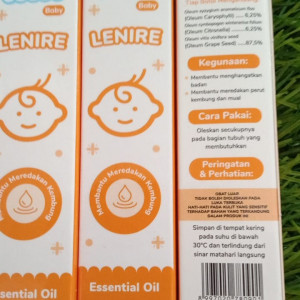 Baby
LENIRE
Membantu Meredakan Kembung
Essential Oil
Baby
LENIRE
Membantu Meredakan Kembung
Essential Oil
(Oleum Caryophylli) ..... 6,25%
(Oleum Citronella) ..... 6,25%
(Oleum Grape Seed) ..... 87,5%
Kegunaan:
Membantu menghangatkan
badan
Membantu meredakan perut
kembung dan mual
Cara Pakai:
Oleskan secukupnya
pada bagian tubuh yang
membutuhkan
Peringatan
& Perhatian:
OBAT LUAR!
TIDAK BOLEH DIOLESKAN PADA
LUKA TERBUKA
HATI-HATI PADA KULIT YANG SENSITIF
TERHADAP BAHAN YANG TERKANDUNG
DALAM PRODUK INI
Simpan di tempat kering
pada suhu di bawah
30°C dan terlindung dari
sinar matahari langsung